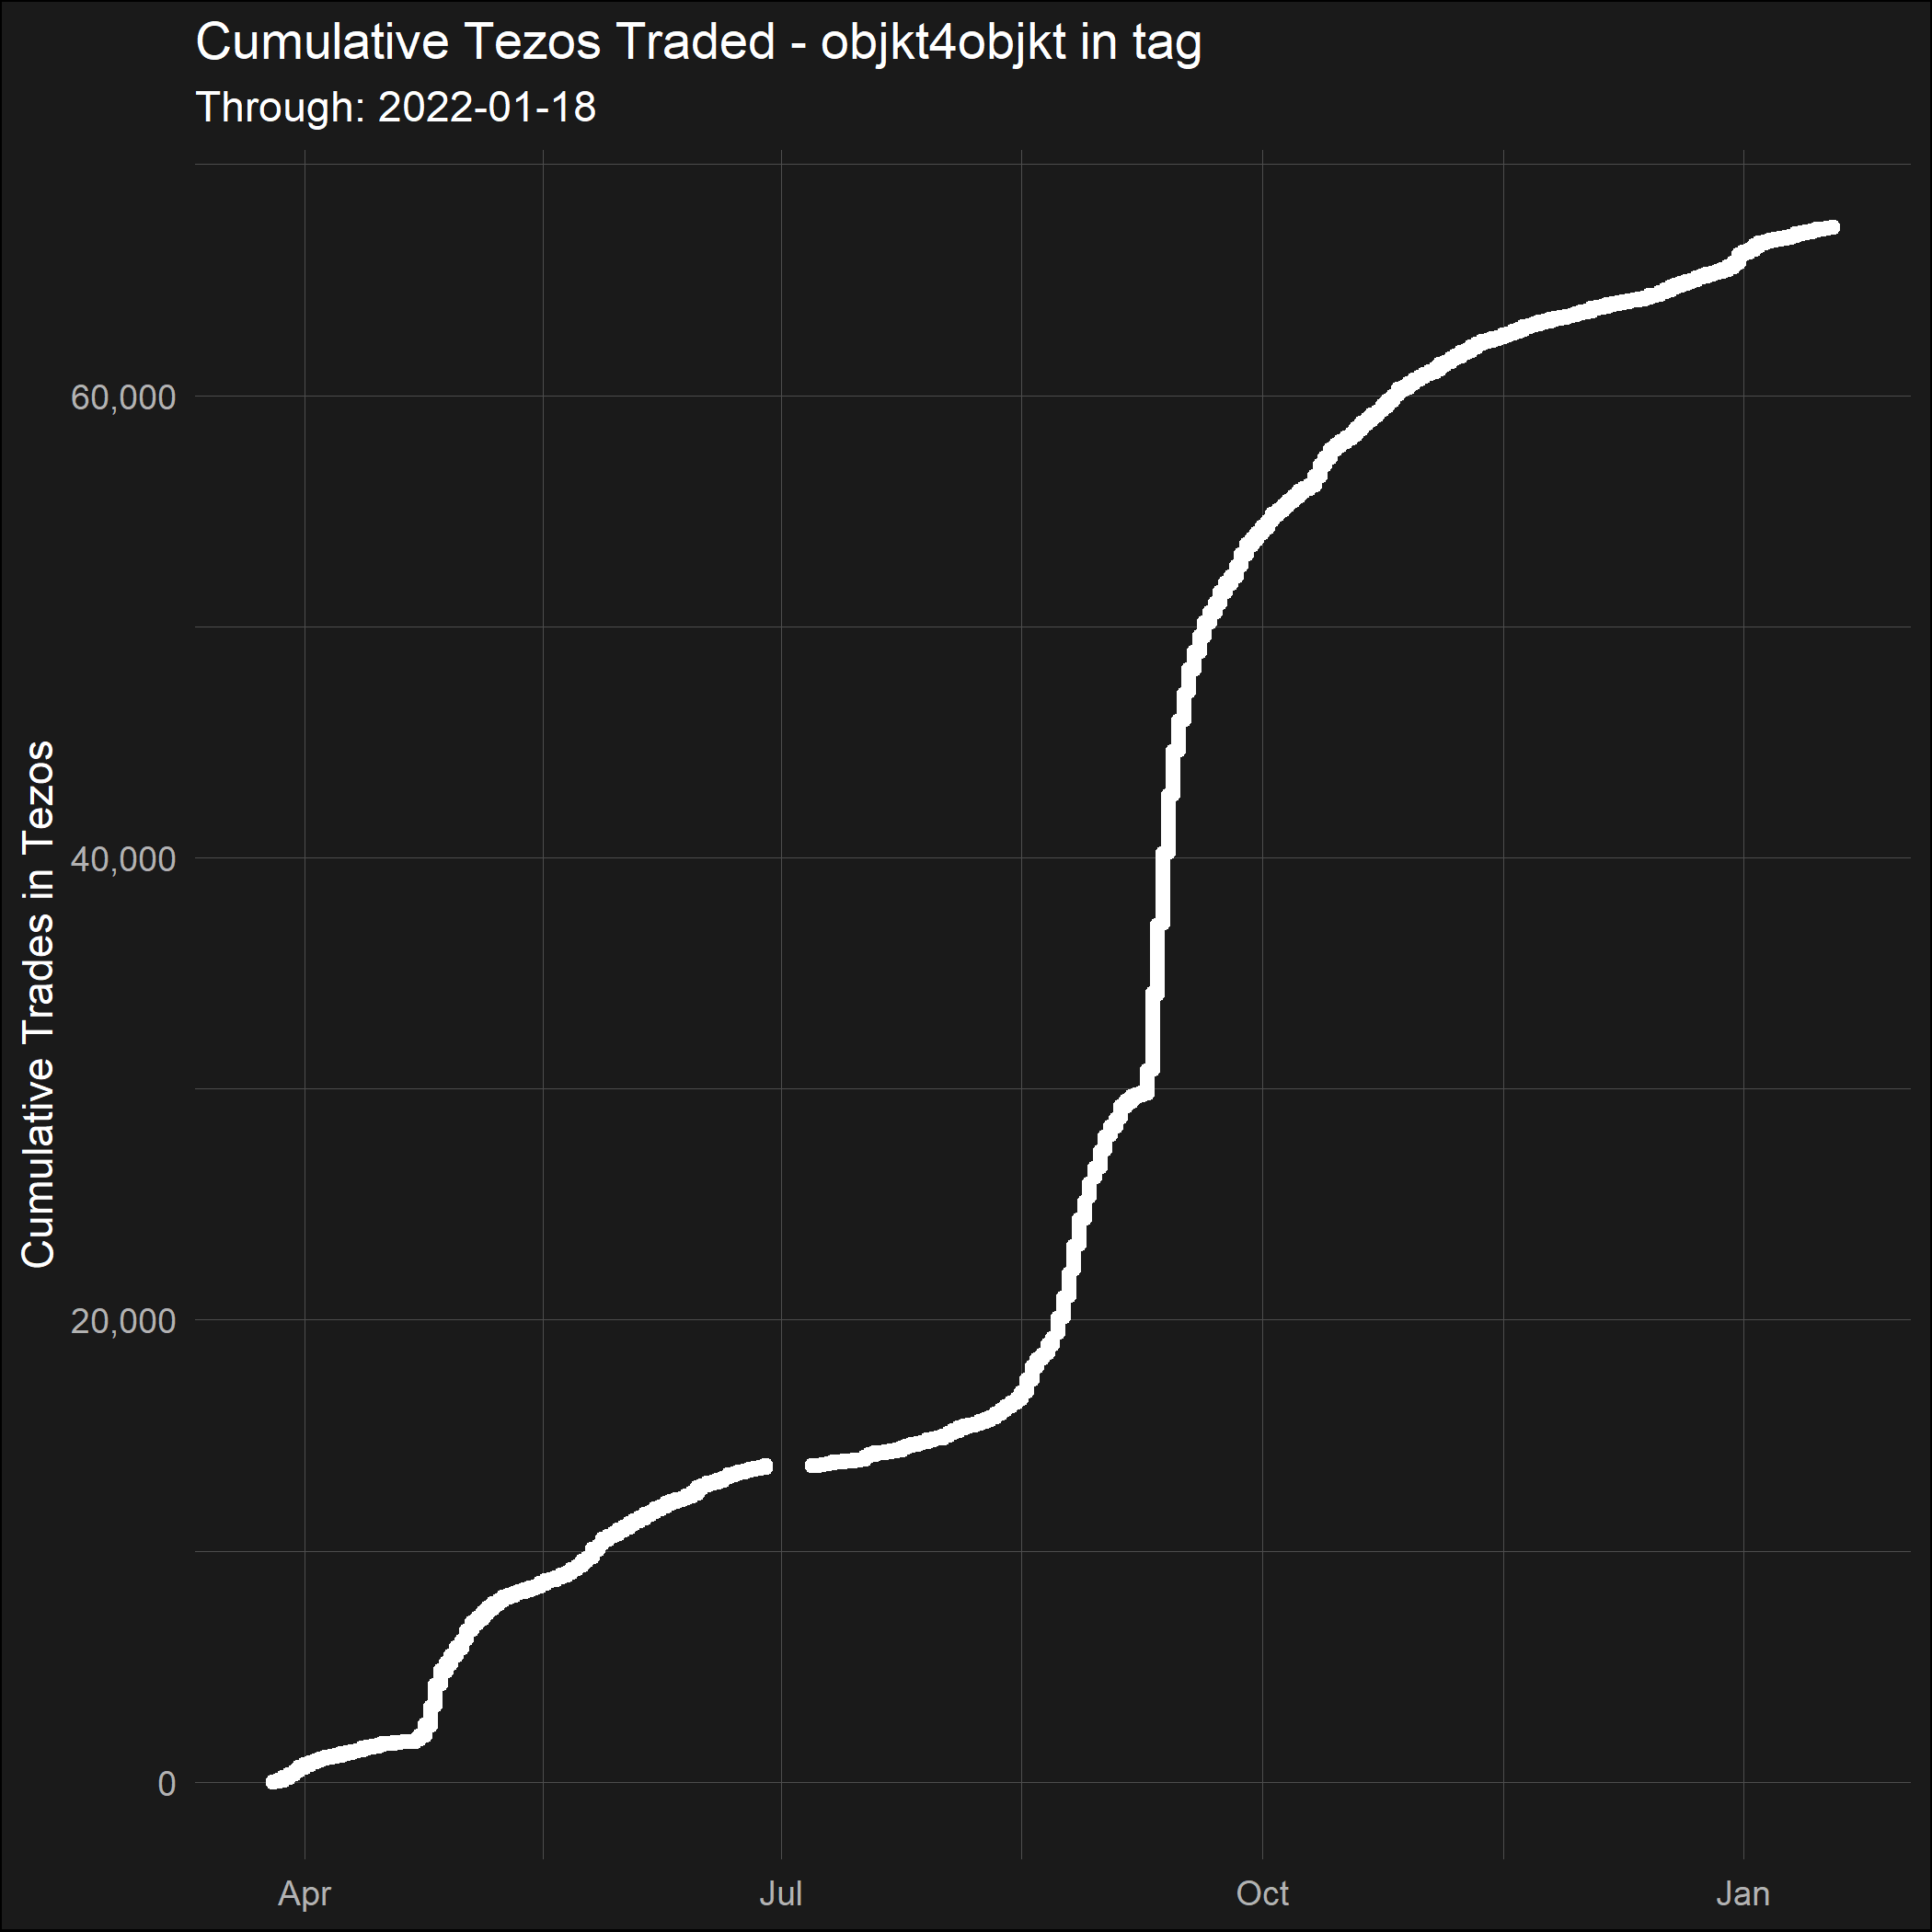 Cumulative Tezos Traded - objkt4objkt in tag
Through: 2022-01-18
Cumulative Trades in Tezos
60,000
40,000
20,000
0
Apr
Jul
Oct
Jan